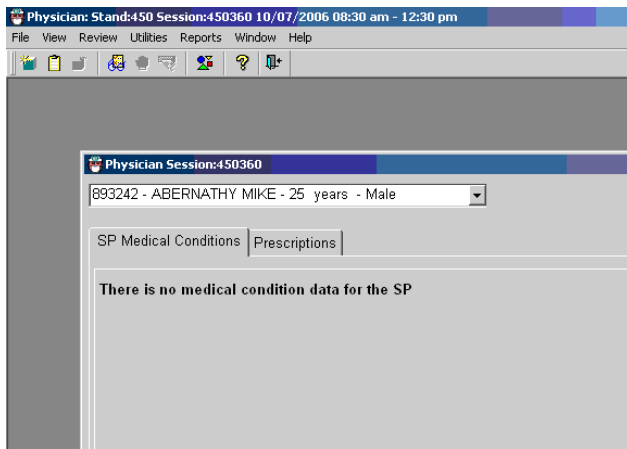 Physician: Stand:450 Session:450360 10/07/2006 08:30 am - 12:30 pm
File View Review Utilities Reports Window Help
Physician Session:450360
893242 - ABERNATHY MIKE - 25 years - Male
SP Medical Conditions Prescriptions
There is no medical condition data for the SP